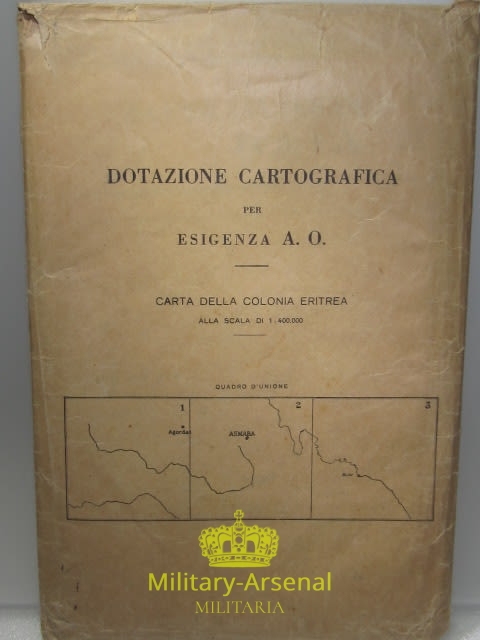 DOTAZIONE CARTOGRAFICA
PER
ESIGENZA A. O.
CARTA DELLA COLONIA ERITREA
ALLA SCALA DI 1:400.000
QUADRO D'UNIONE
1 2 3
Agordat ASMARA
Military-Arsenal
MILITARIA